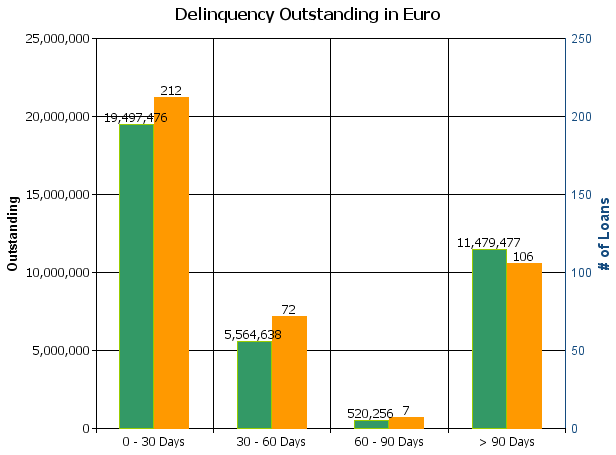 Delinquency Outstanding in Euro
25,000,000
20,000,000
15,000,000
10,000,000
5,000,000
0
Outstanding
250
200
150
100
50
0
# of Loans
19,497,476
212
5,564,638
72
520,256
7
11,479,477
106
0 - 30 Days
30 - 60 Days
60 - 90 Days
> 90 Days